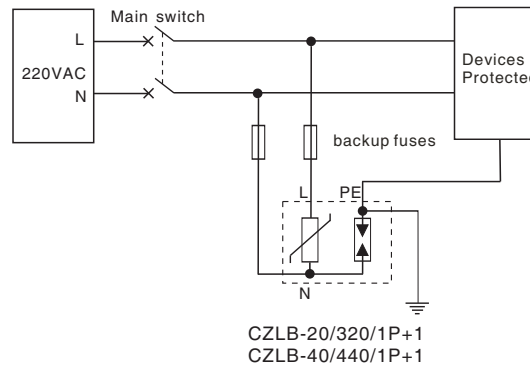 Main switch
L
220VAC
N
Devices
Protected
backup fuses
L
PE
N
CZLB-20/320/1P+1
CZLB-40/440/1P+1